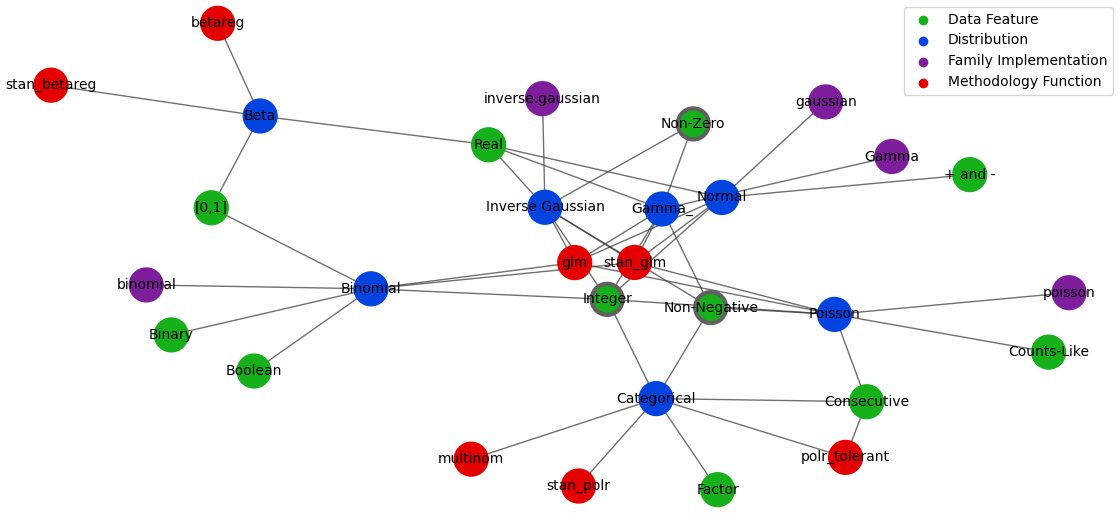 betareg
stan_betareg
Beta
inverse.gaussian
Non-Zero
gaussian
Data Feature
Distribution
Family Implementation
Methodology Function
Real
Gamma
+ and -
[0,1]
Inverse Gaussian
Gamma_
Normal
glm
stan_glm
binomial
Binomial
Integer
Non-Negative
Poisson
poisson
Binary
Boolean
Counts-Like
Categorical
Consecutive
multinom
stan_polr
Factor
polr_tolerant